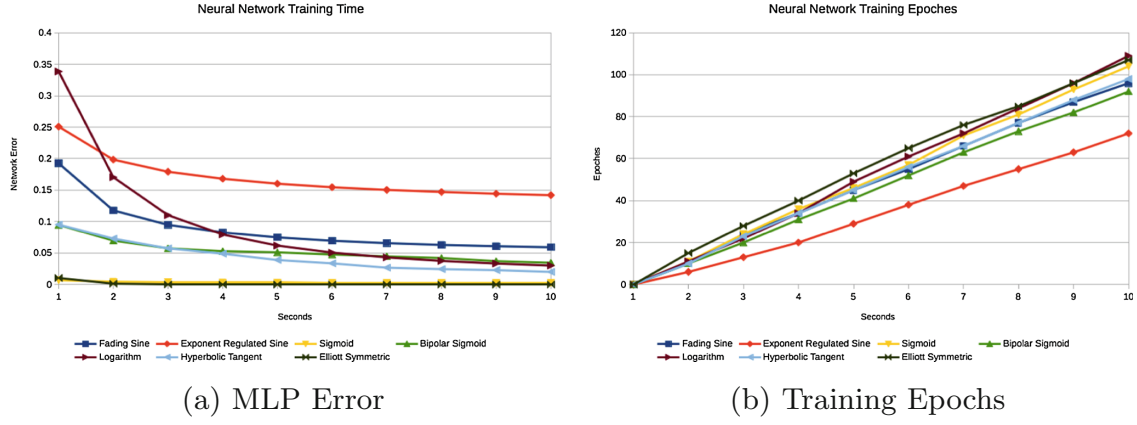 Neural Network Training Time
0.4
0.35
0.3
0.25
0.2
0.15
0.1
0.05
0
Network Error
1 2 3 4 5 6 7 8 9 10
Seconds
Fading Sine Exponent Regulated Sine Sigmoid Bipolar Sigmoid
Logarithm Hyperbolic Tangent Elliott Symmetric
(a) MLP Error
Neural Network Training Epoches
120
100
80
60
40
20
0
Epoches
1 2 3 4 5 6 7 8 9 10
Seconds
Fading Sine Exponent Regulated Sine Sigmoid Bipolar Sigmoid
Logarithm Hyperbolic Tangent Elliott Symmetric
(b) Training Epochs